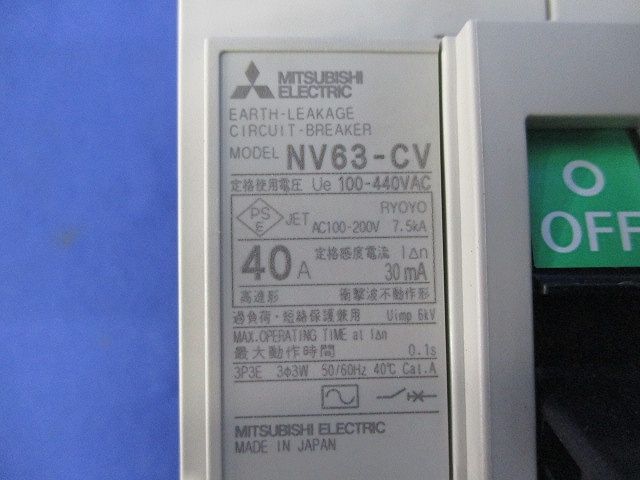 MITSUBISHI
ELECTRIC
EARTH-LEAKAGE
CIRCUIT-BREAKER
MODEL NV63-CV
定格使用電圧 Ue 100-440VAC
PS
E
JET
RYOYO
AC100-200V 7.5kA
40A
定格感度電流 IΔn
30mA
高速形 衝撃波不動作形
過負荷・短絡保護兼用 Uimp 6kV
MAX.OPERATING TIME at IΔn
最大動作時間 0.1s
3P3E 3φ3W 50/60Hz 40℃ Cat.A
MITSUBISHI ELECTRIC
MADE IN JAPAN
O
OFF